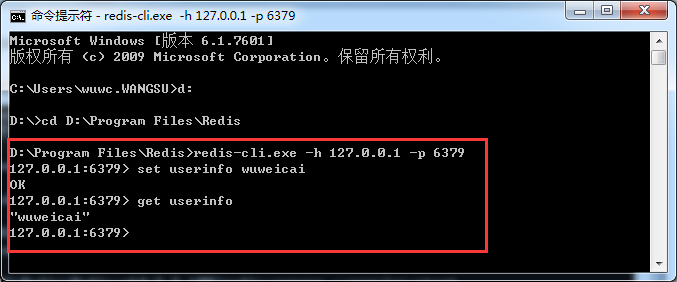 命令提示符 - redis-cli.exe -h 127.0.0.1 -p 6379
Microsoft Windows [版本 6.1.7601]
版权所有 (c) 2009 Microsoft Corporation。保留所有权利。
C:\Users\wuwc.WANGSU>d:
D:\>cd D:\Program Files\Redis
D:\Program Files\Redis>redis-cli.exe -h 127.0.0.1 -p 6379
127.0.0.1:6379> set userinfo wuweicai
OK
127.0.0.1:6379> get userinfo
"wuweicai"
127.0.0.1:6379>